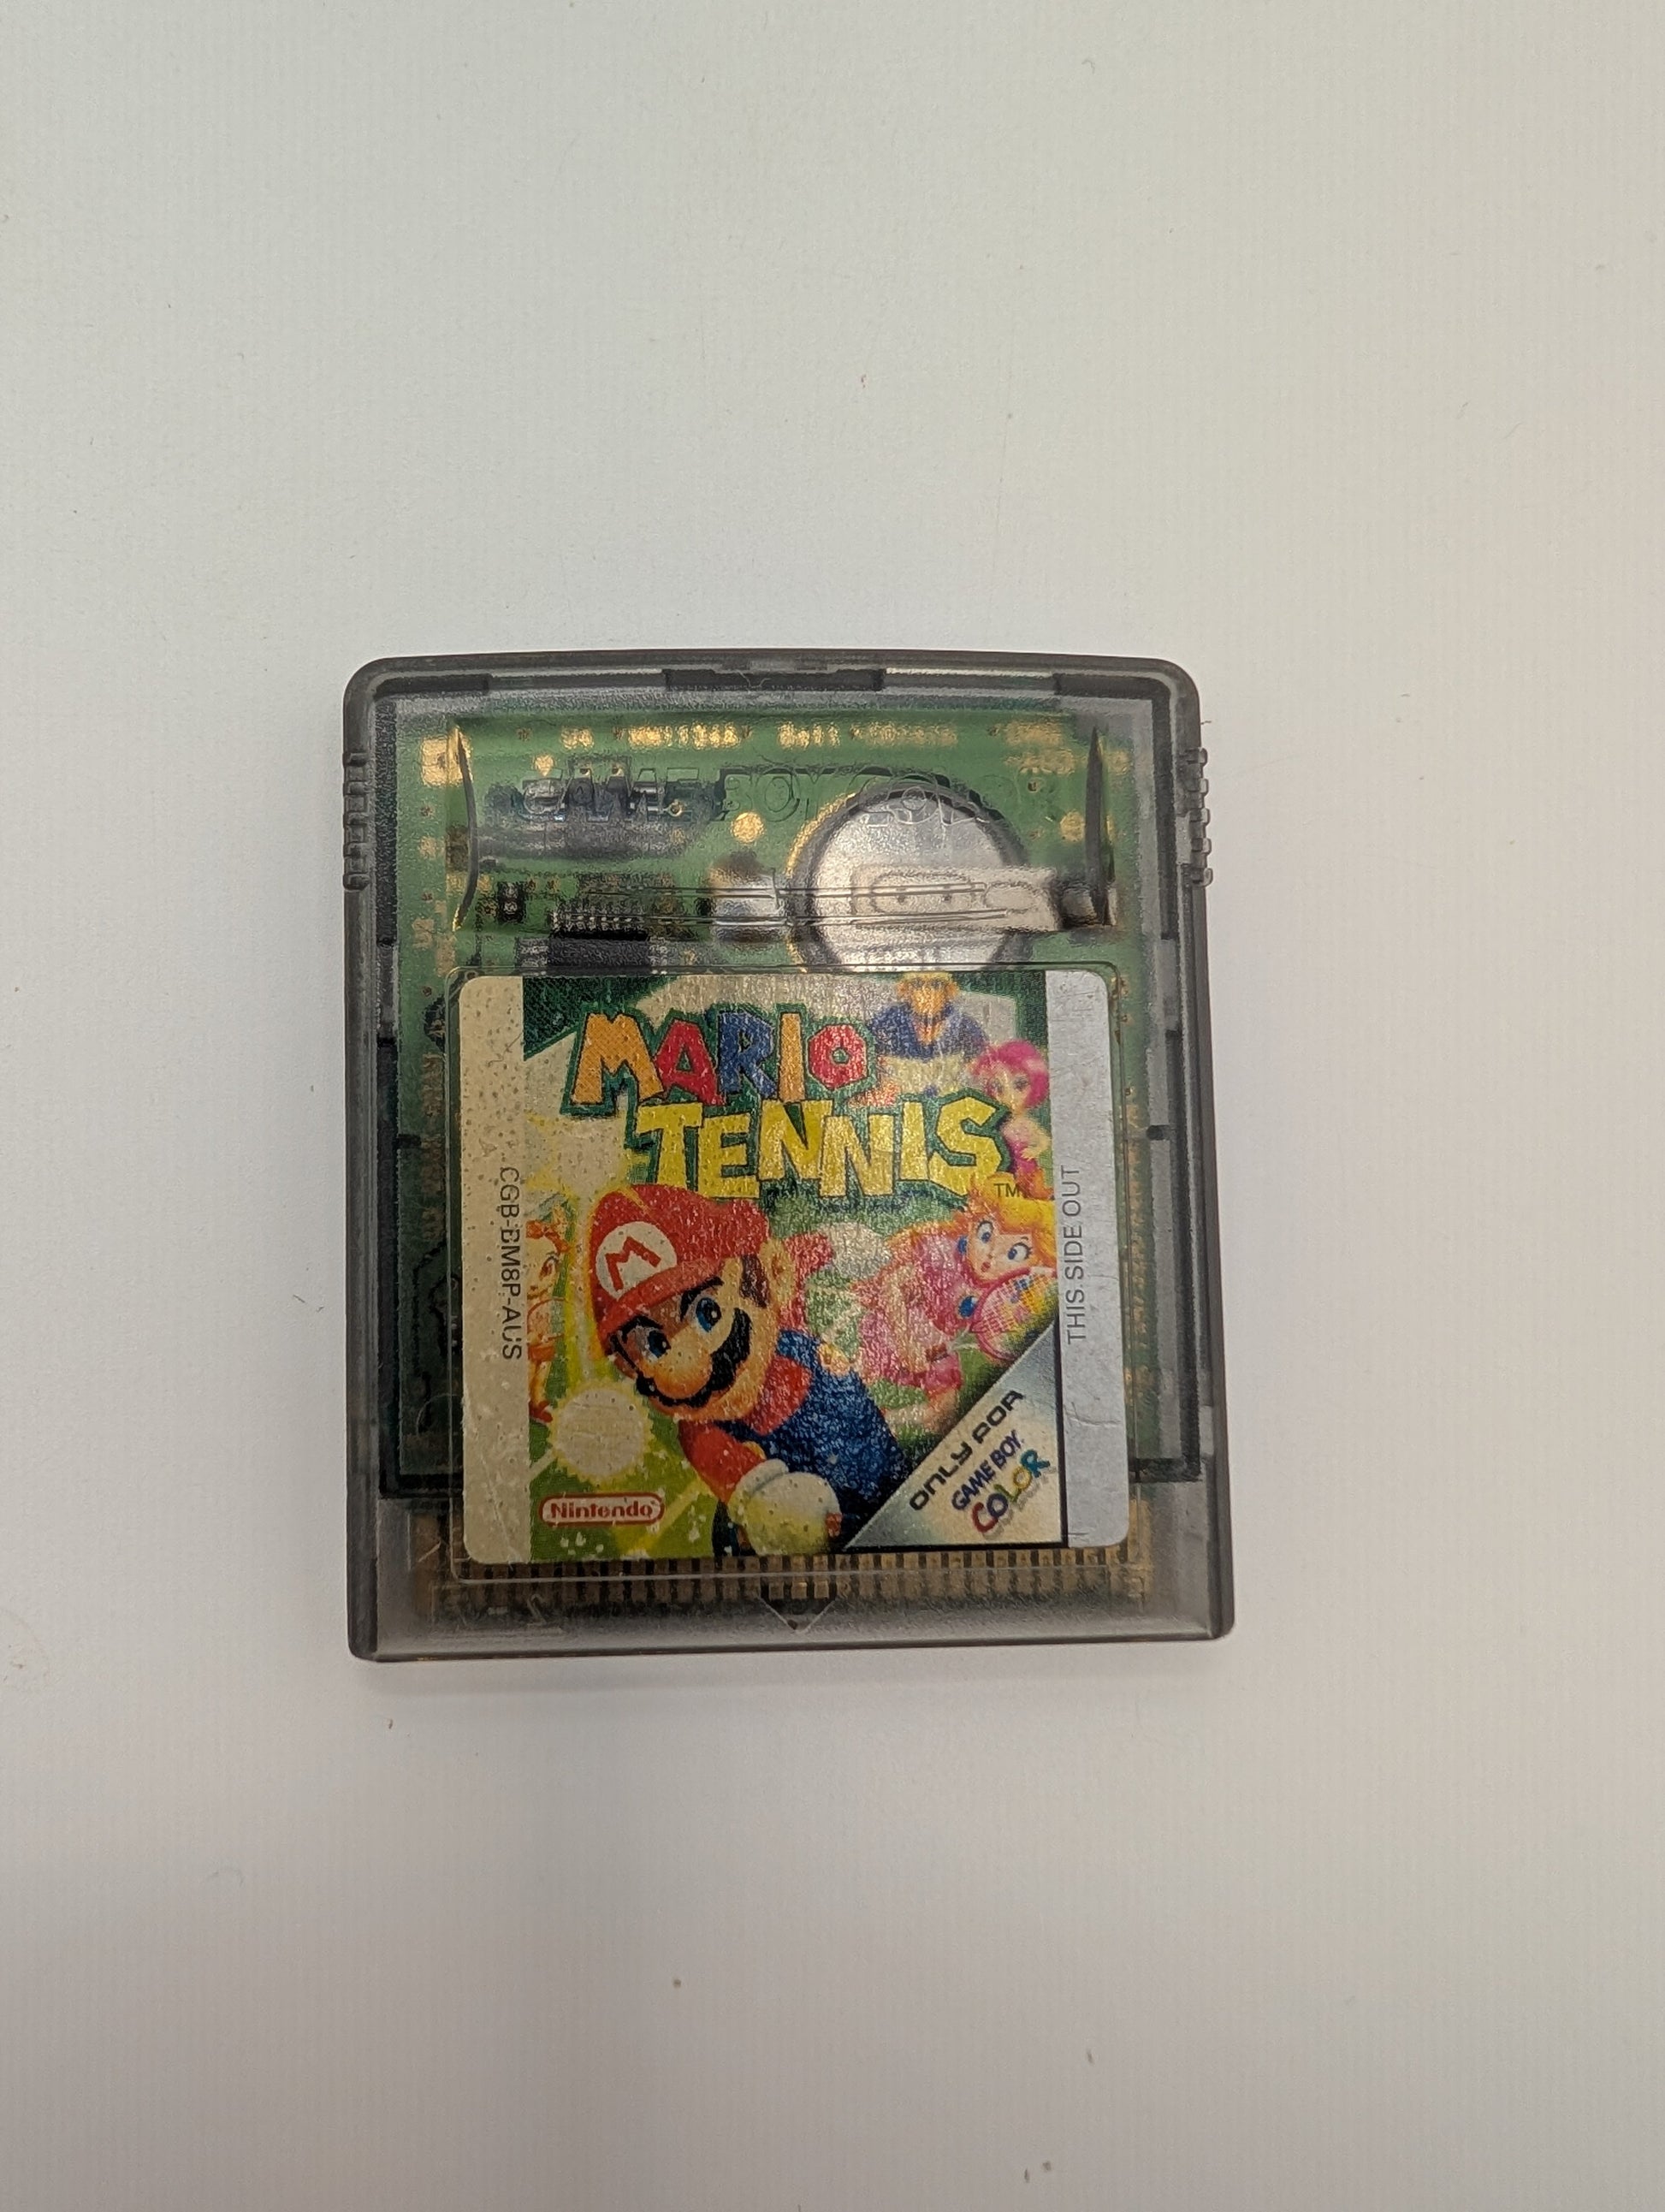 GAME BOY COLOR
MARIO
TENNIS
TM
CGB-BM8P-AUS
THIS SIDE OUT
M
ONLY FOR
GAME BOY
COLOR
Nintendo